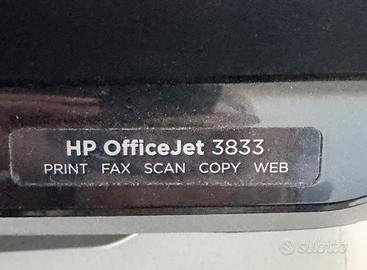 HP OfficeJet 3833
PRINT FAX SCAN COPY WEB
subito